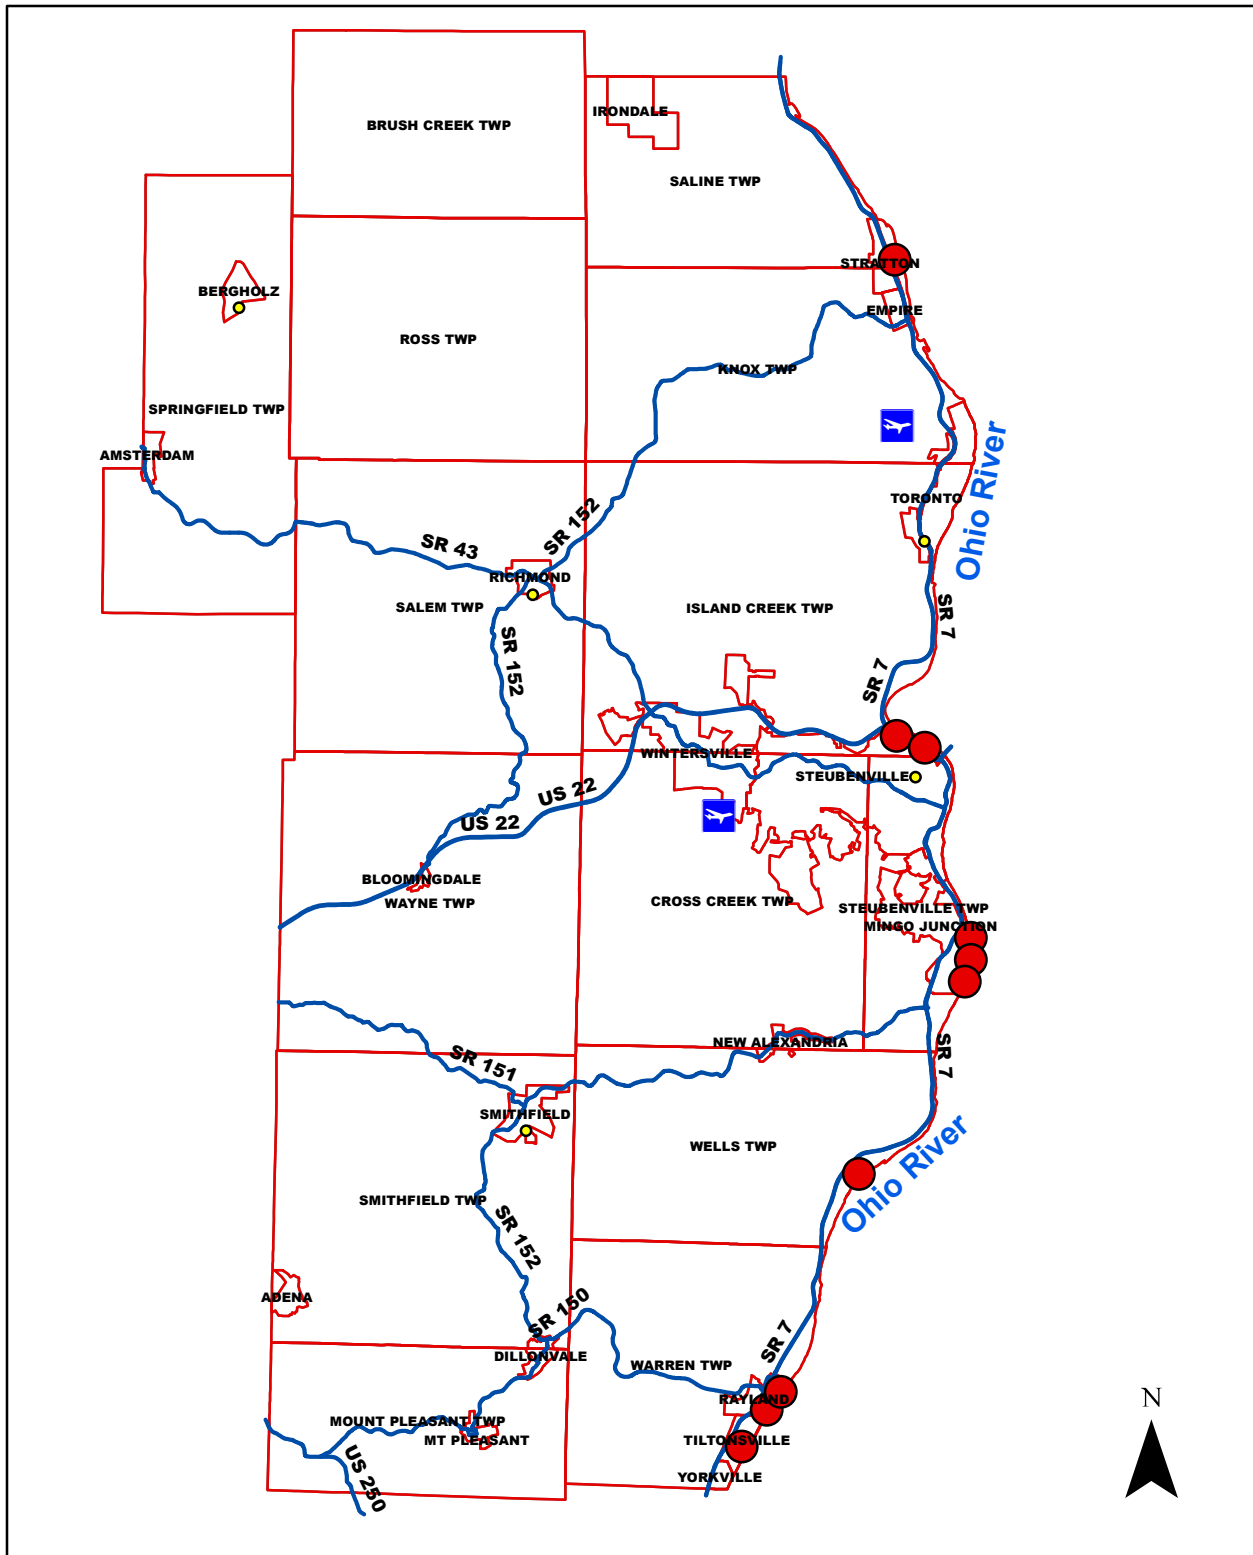 IRONDALE
BRUSH CREEK TWP
SALINE TWP
STRATTON
BERGHOLZ
EMPIRE
ROSS TWP
KNOX TWP
SPRINGFIELD TWP
AMSTERDAM
Ohio River
TORONTO
SR 152
SR 43
RICHMOND
SALEM TWP
ISLAND CREEK TWP
SR 7
SR 152
SR 7
WINTERSVILLE
STEUBENVILLE
US 22
US 22
BLOOMINGDALE
WAYNE TWP
CROSS CREEK TWP
STEUBENVILLE TWP
MINGO JUNCTION
NEW ALEXANDRIA
SR 7
SR 151
SMITHFIELD
WELLS TWP
Ohio River
SMITHFIELD TWP
SR 152
ADENA
SR 150
SR 7
DILLONVALE
WARREN TWP
RAYLAND
N
MOUNT PLEASANT TWP
MT PLEASANT
TILTONSVILLE
YORKVILLE
US 250